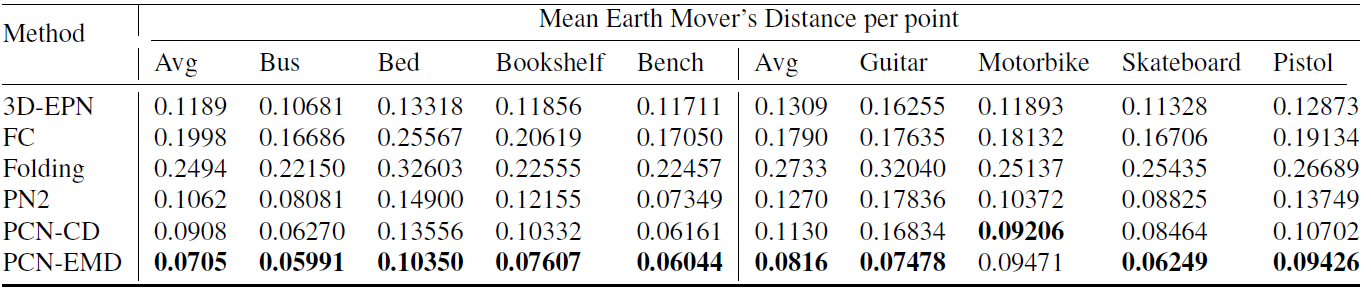 Method Mean Earth Mover's Distance per point
Avg Bus Bed Bookshelf Bench Avg Guitar Motorbike Skateboard Pistol
3D-EPN 0.1189 0.10681 0.13318 0.11856 0.11711 0.1309 0.16255 0.11893 0.11328 0.12873
FC 0.1998 0.16686 0.25567 0.20619 0.17050 0.1790 0.17635 0.18132 0.16706 0.19134
Folding 0.2494 0.22150 0.32603 0.22555 0.22457 0.2733 0.32040 0.25137 0.25435 0.26689
PN2 0.1062 0.08081 0.14900 0.12155 0.07349 0.1270 0.17836 0.10372 0.08825 0.13749
PCN-CD 0.0908 0.06270 0.13556 0.10332 0.06161 0.1130 0.16834 0.09206 0.08464 0.10702
PCN-EMD 0.0705 0.05991 0.10350 0.07607 0.06044 0.0816 0.07478 0.09471 0.06249 0.09426